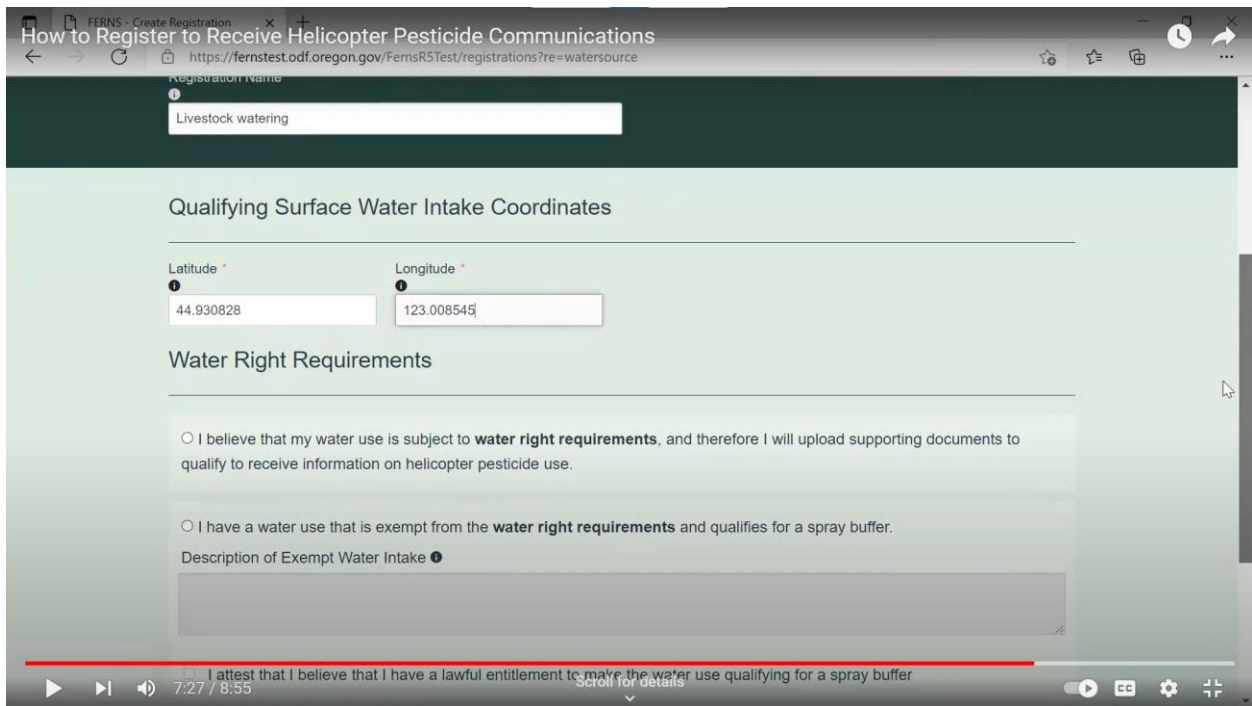 FERNS - Create Registration
How to Register to Receive Helicopter Pesticide Communications
https://fernstest.odf.oregon.gov/FernsR5Test/registrations?re=watersource
Registration Name
Livestock watering
Qualifying Surface Water Intake Coordinates
Latitude * Longitude *
44.930828 123.008545
Water Right Requirements
I believe that my water use is subject to water right requirements, and therefore I will upload supporting documents to
qualify to receive information on helicopter pesticide use.
I have a water use that is exempt from the water right requirements and qualifies for a spray buffer.
Description of Exempt Water Intake
I attest that I believe that I have a lawful entitlement to make the water use qualifying for a spray buffer
7:27 / 8:55 Scroll for details CC